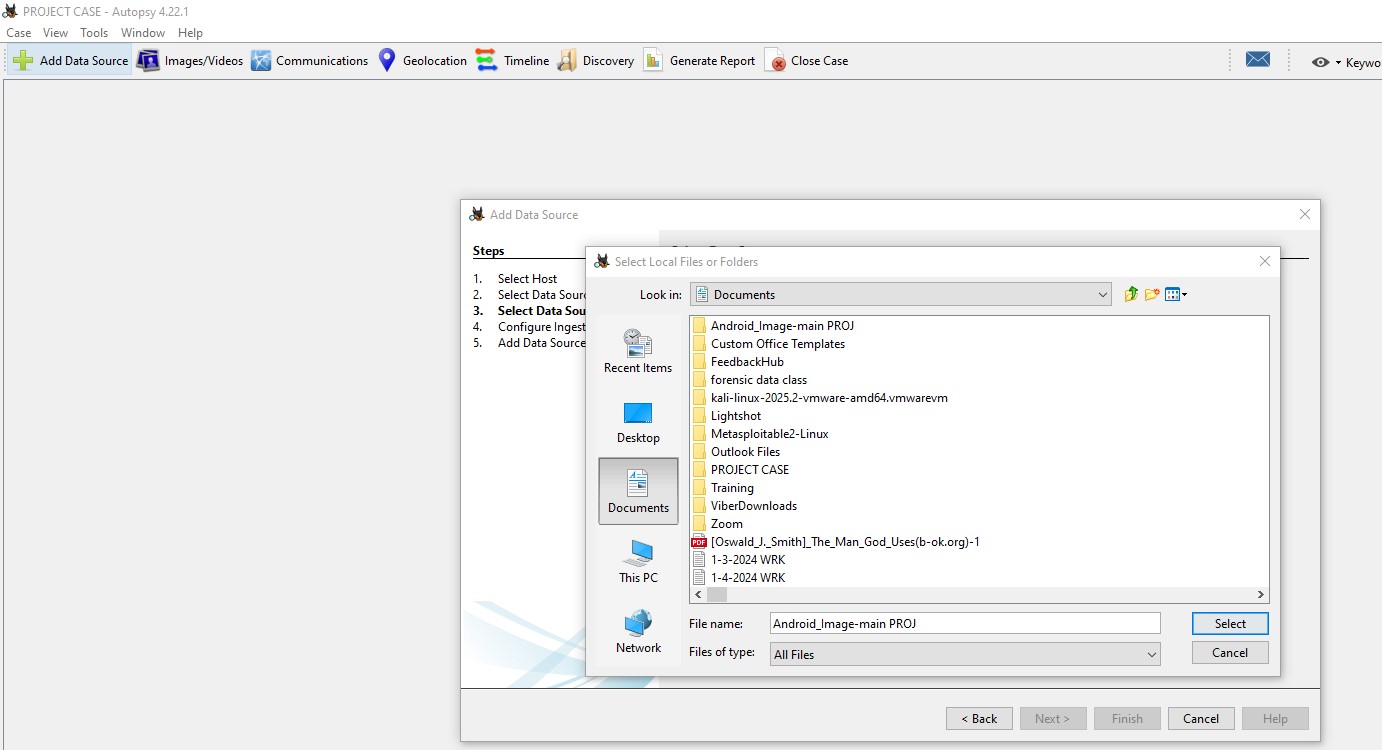 PROJECT CASE - Autopsy 4.22.1
Case View Tools Window Help
Add Data Source Images/Videos Communications Geolocation Timeline Discovery Generate Report Close Case Keywo
Add Data Source
Steps
1. Select Host
2. Select Data Sour
3. Select Data Sou
4. Configure Ingest
5. Add Data Source
Select Local Files or Folders
Look in: Documents
Recent Items
Desktop
Documents
This PC
Network
Android_Image-main PROJ
Custom Office Templates
FeedbackHub
forensic data class
kali-linux-2025.2-vmware-amd64.vmwarevm
Lightshot
Metasploitable2-Linux
Outlook Files
PROJECT CASE
Training
ViberDownloads
Zoom
PDF [Oswald_J._Smith]_The_Man_God_Uses(b-ok.org)-1
1-3-2024 WRK
1-4-2024 WRK
File name: Android_Image-main PROJ Select
Files of type: All Files Cancel
< Back Next > Finish Cancel Help